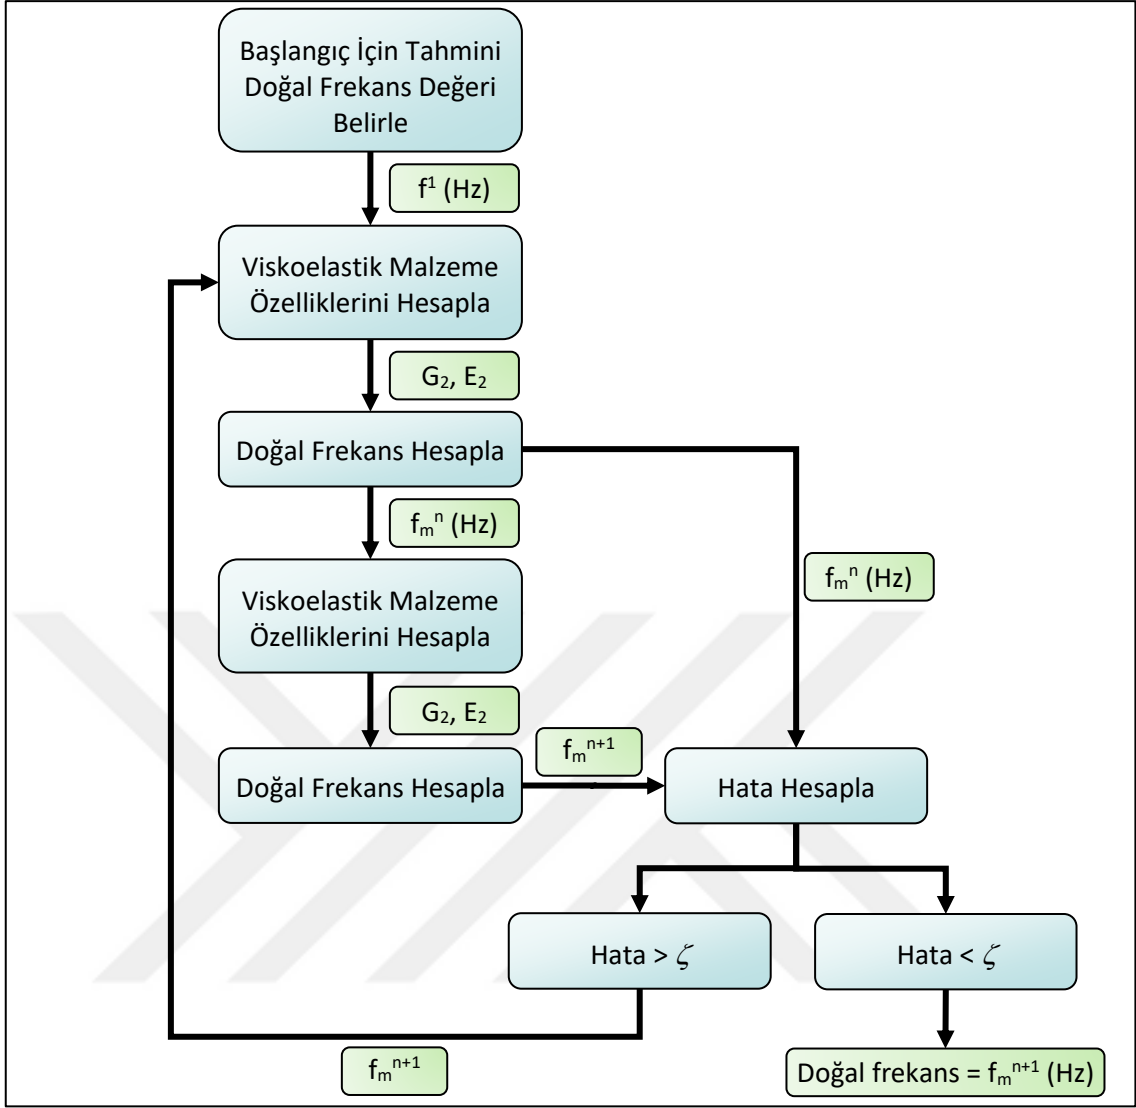 Başlangıç İçin Tahmini
Doğal Frekans Değeri
Belirle
f¹ (Hz)
Viskoelastik Malzeme
Özelliklerini Hesapla
G₂, E₂
Doğal Frekans Hesapla
fₘⁿ (Hz)
fₘⁿ (Hz)
Viskoelastik Malzeme
Özelliklerini Hesapla
G₂, E₂
fₘⁿ⁺¹
Doğal Frekans Hesapla
Hata Hesapla
Hata > ζ
Hata < ζ
fₘⁿ⁺¹
Doğal frekans = fₘⁿ⁺¹ (Hz)